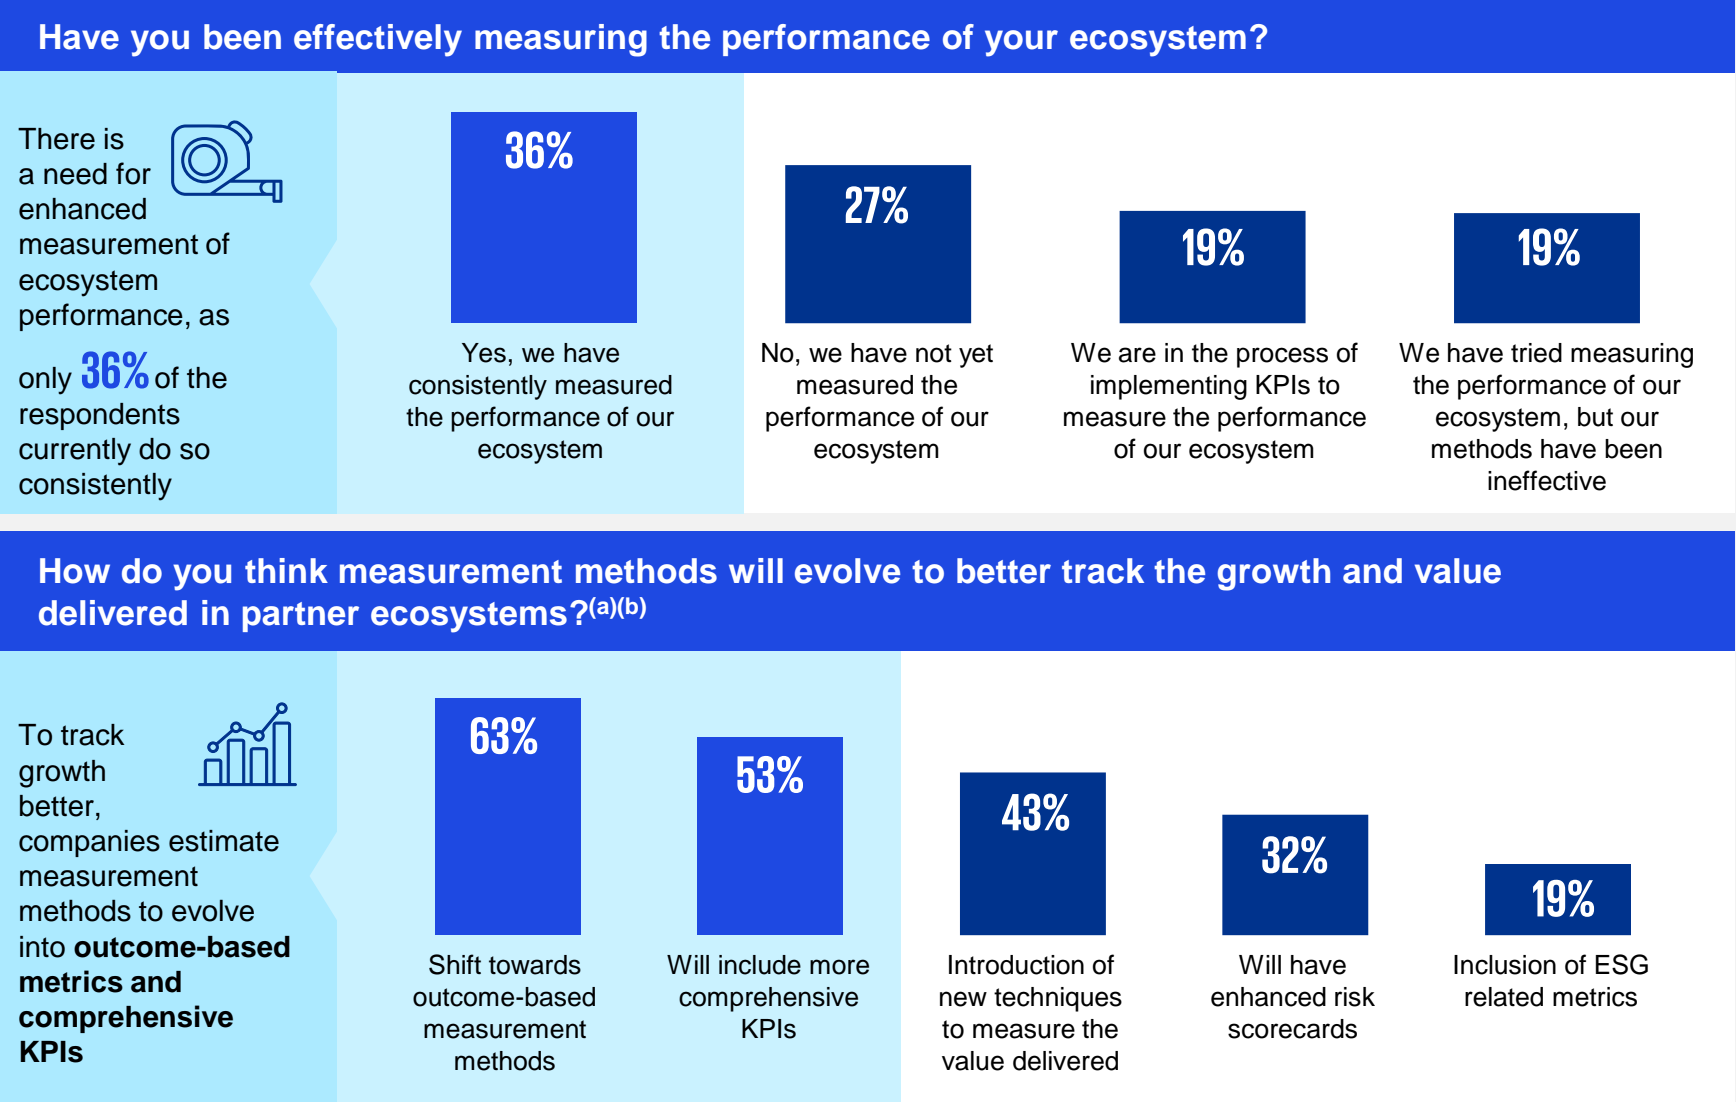 Have you been effectively measuring the performance of your ecosystem?
There is
a need for
enhanced
measurement of
ecosystem
performance, as
only 36% of the
respondents
currently do so
consistently
36%
Yes, we have
consistently measured
the performance of our
ecosystem
27%
No, we have not yet
measured the
performance of our
ecosystem
19%
We are in the process of
implementing KPIs to
measure the performance
of our ecosystem
19%
We have tried measuring
the performance of our
ecosystem, but our
methods have been
ineffective
How do you think measurement methods will evolve to better track the growth and value
delivered in partner ecosystems?(a)(b)
To track
growth
better,
companies estimate
measurement
methods to evolve
into outcome-based
metrics and
comprehensive
KPIs
63%
Shift towards
outcome-based
measurement
methods
53%
Will include more
comprehensive
KPIs
43%
Introduction of
new techniques
to measure the
value delivered
32%
Will have
enhanced risk
scorecards
19%
Inclusion of ESG
related metrics